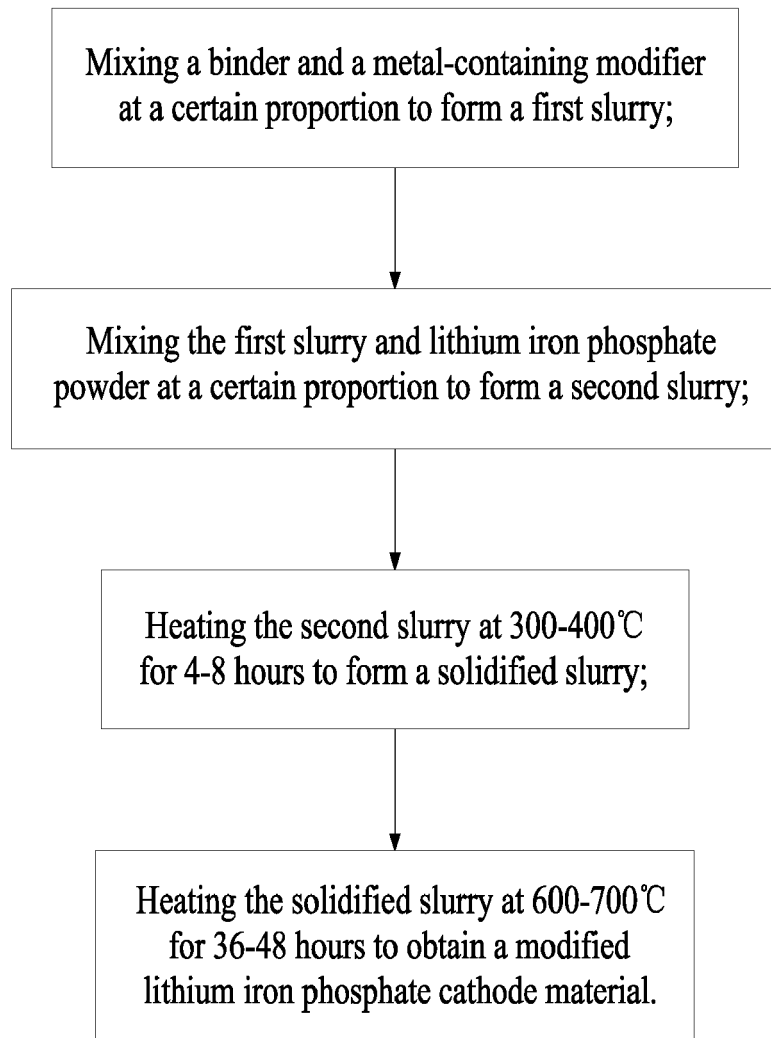 Mixing a binder and a metal-containing modifier
at a certain proportion to form a first slurry;
Mixing the first slurry and lithium iron phosphate
powder at a certain proportion to form a second slurry;
Heating the second slurry at 300-400℃
for 4-8 hours to form a solidified slurry;
Heating the solidified slurry at 600-700℃
for 36-48 hours to obtain a modified
lithium iron phosphate cathode material.